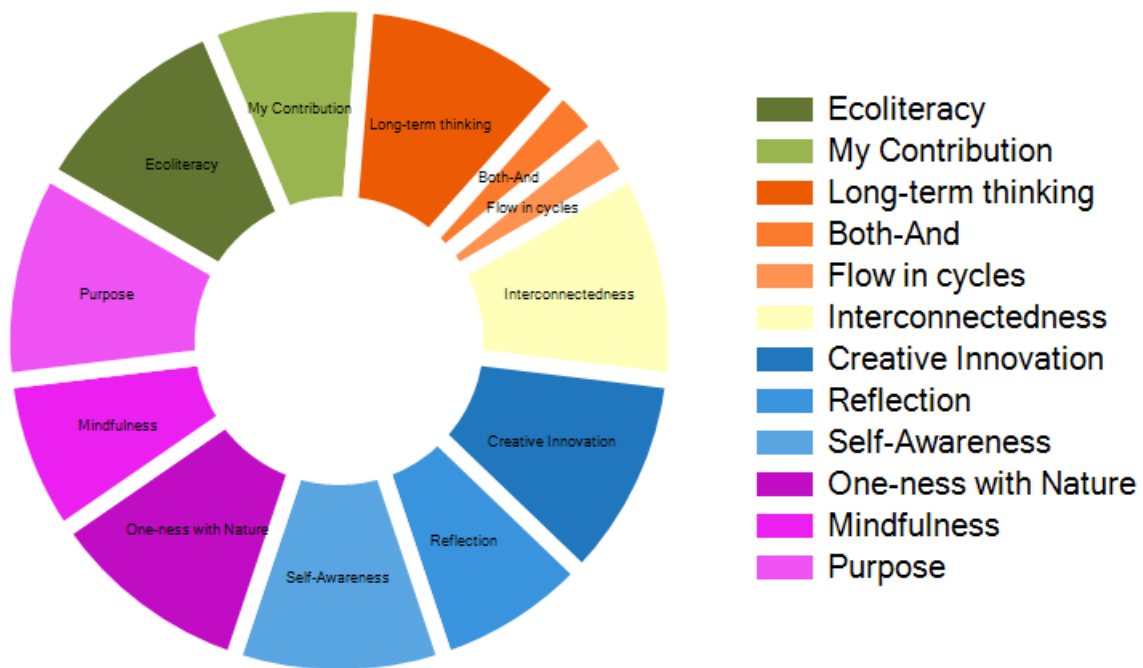 My Contribution
Long-term thinking
Ecoliteracy
Both-And
Flow in cycles
Purpose
Interconnectedness
Mindfulness
Creative Innovation
One-ness with Nature
Reflection
Self-Awareness
Ecoliteracy
My Contribution
Long-term thinking
Both-And
Flow in cycles
Interconnectedness
Creative Innovation
Reflection
Self-Awareness
One-ness with Nature
Mindfulness
Purpose